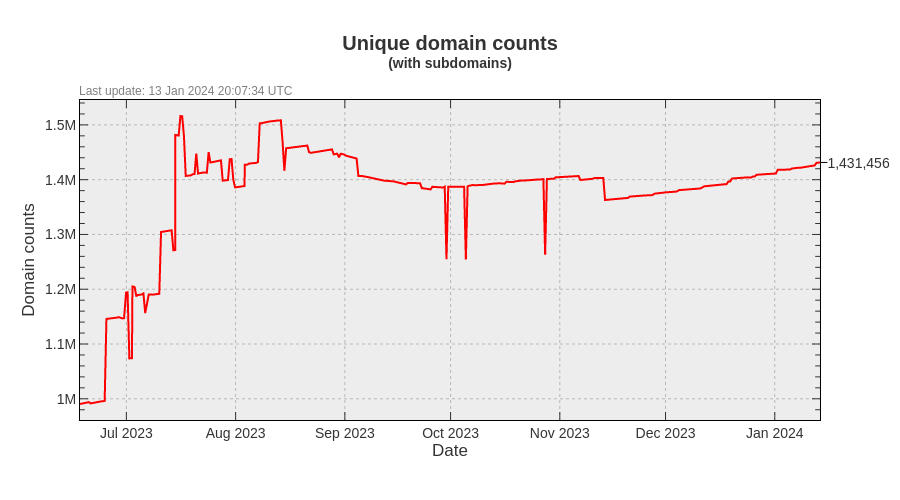 Unique domain counts
(with subdomains)
Last update: 13 Jan 2024 20:07:34 UTC
1.5M
1.4M
1.3M
1.2M
1.1M
1M
Domain counts
1,431,456
Jul 2023 Aug 2023 Sep 2023 Oct 2023 Nov 2023 Dec 2023 Jan 2024
Date